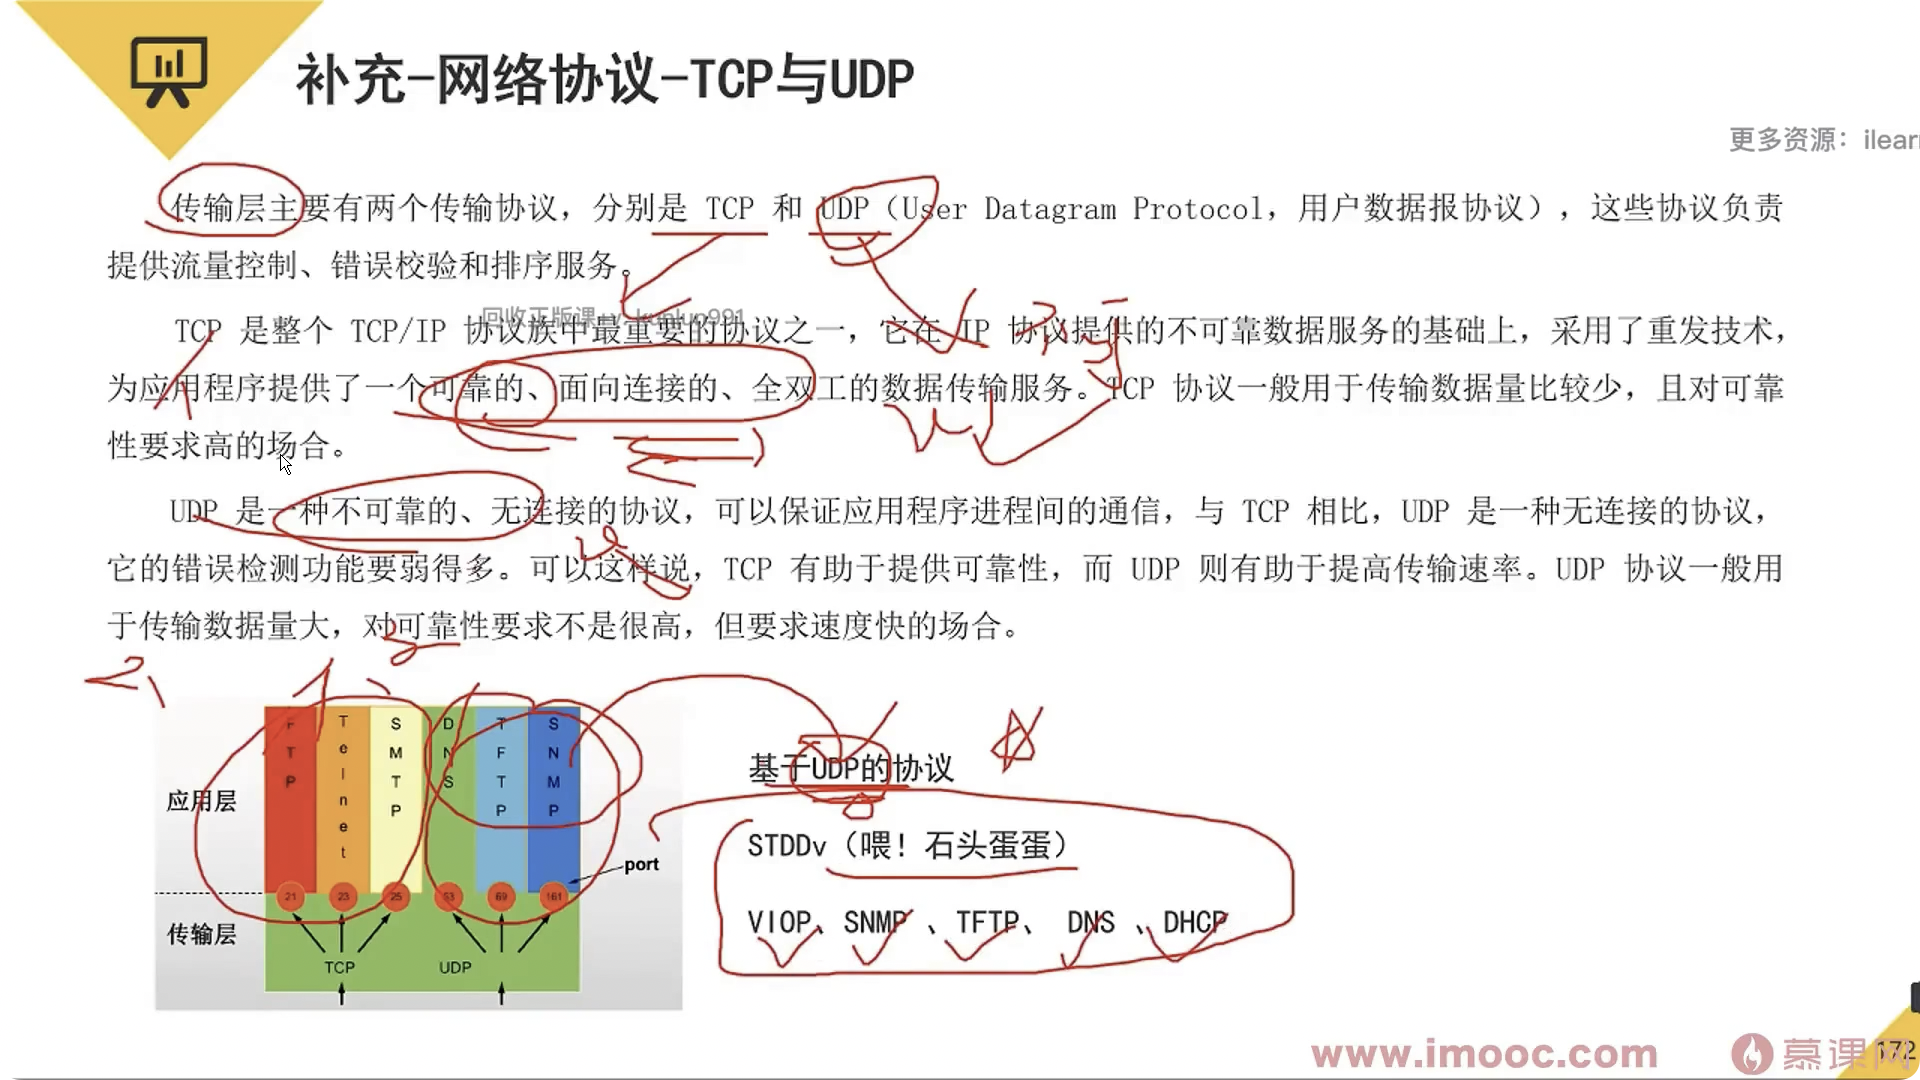 补充-网络协议-TCP与UDP
更多资源：ilear
传输层主要有两个传输协议，分别是 TCP 和 UDP（User Datagram Protocol，用户数据报协议），这些协议负责
提供流量控制、错误校验和排序服务。
回收正版课 v: kunlun991
TCP 是整个 TCP/IP 协议族中最重要的协议之一，它在 IP 协议提供的不可靠数据服务的基础上，采用了重发技术，
为应用程序提供了一个可靠的、面向连接的、全双工的数据传输服务。TCP 协议一般用于传输数据量比较少，且对可靠
性要求高的场合。
UDP 是一种不可靠的、无连接的协议，可以保证应用程序进程间的通信，与 TCP 相比，UDP 是一种无连接的协议，
它的错误检测功能要弱得多。可以这样说，TCP 有助于提供可靠性，而 UDP 则有助于提高传输速率。UDP 协议一般用
于传输数据量大，对可靠性要求不是很高，但要求速度快的场合。
FTP Telnet SMTP DNS TFTP SNMP
应用层
port
21 23 25 53 69 161
传输层
TCP UDP
基于UDP的协议
STDDv（喂！石头蛋蛋）
VIOP、SNMP 、TFTP、 DNS 、DHCP
www.imooc.com 慕课网
172